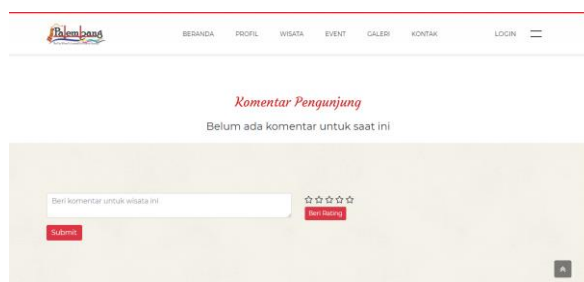 Palembang
BERANDA PROFIL WISATA EVENT GALERI KONTAK LOGIN
Komentar Pengunjung
Belum ada komentar untuk saat ini
Beri komentar untuk wisata ini
Beri Rating
Submit